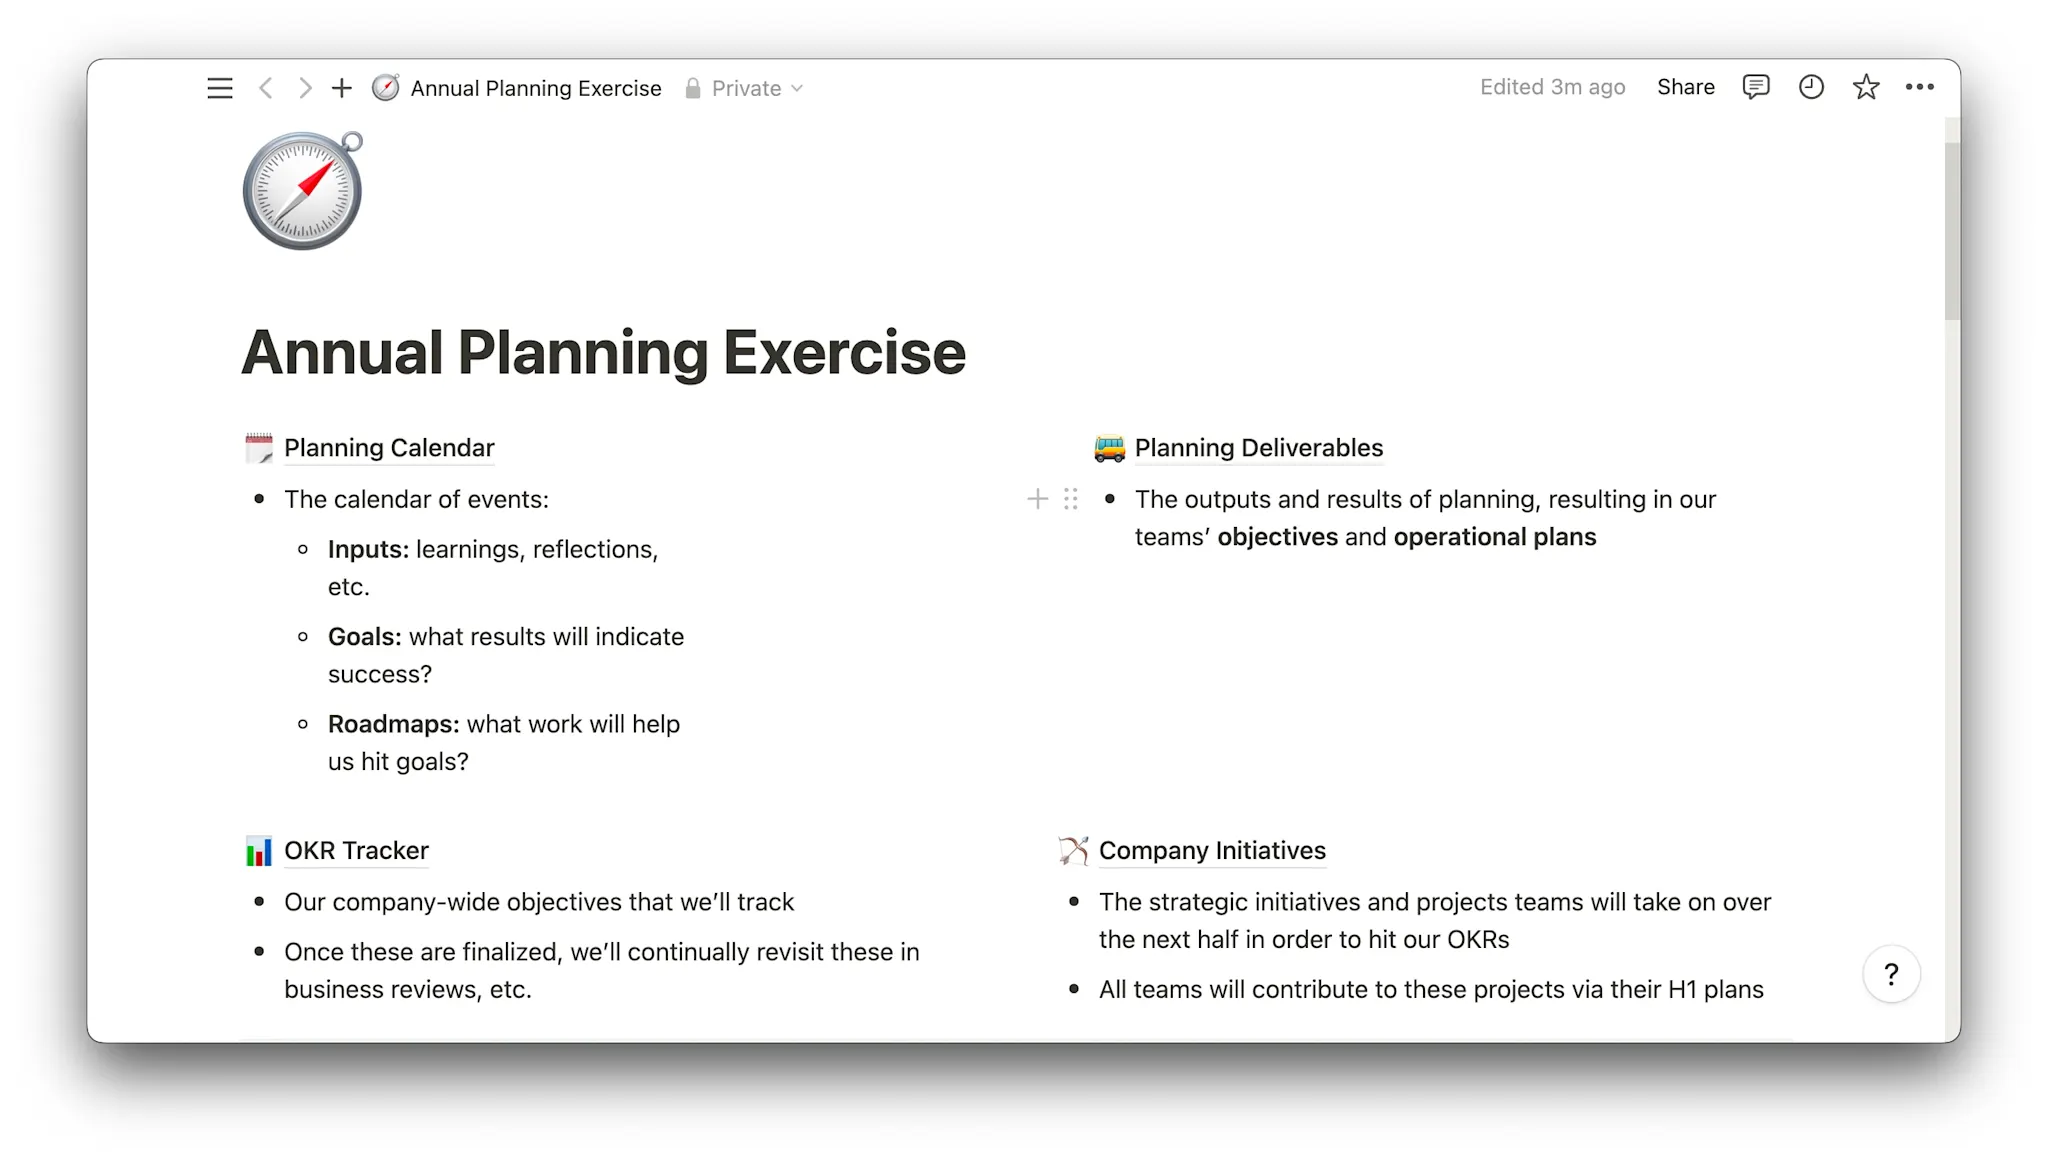 Annual Planning Exercise Private
Edited 3m ago Share
Annual Planning Exercise
Planning Calendar
The calendar of events:
Inputs: learnings, reflections,
etc.
Goals: what results will indicate
success?
Roadmaps: what work will help
us hit goals?
Planning Deliverables
The outputs and results of planning, resulting in our
teams’ objectives and operational plans
OKR Tracker
Our company-wide objectives that we’ll track
Once these are finalized, we’ll continually revisit these in
business reviews, etc.
Company Initiatives
The strategic initiatives and projects teams will take on over
the next half in order to hit our OKRs
All teams will contribute to these projects via their H1 plans
?